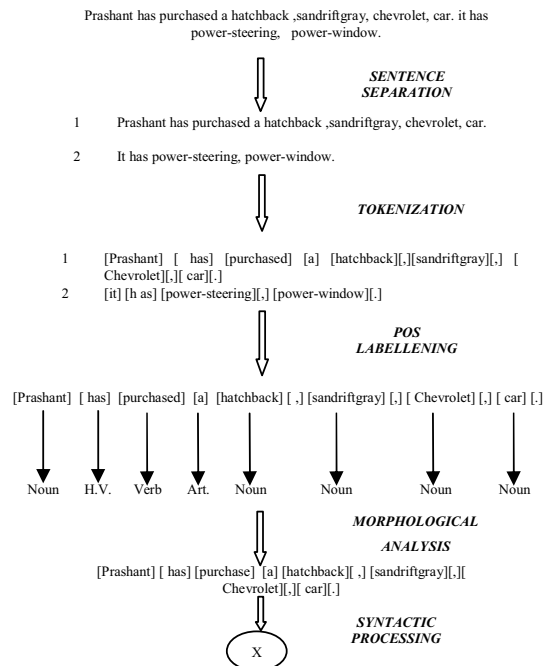 Prashant has purchased a hatchback ,sandriftgray, chevrolet, car. it has
power-steering, power-window.
SENTENCE
SEPARATION
1 Prashant has purchased a hatchback ,sandriftgray, chevrolet, car.
2 It has power-steering, power-window.
TOKENIZATION
1 [Prashant] [ has] [purchased] [a] [hatchback][,][sandriftgray][,] [
Chevrolet][,][ car][.]
2 [it] [h as] [power-steering][,] [power-window][.]
POS
LABELLENING
[Prashant] [ has] [purchased] [a] [hatchback] [ ,] [sandriftgray] [,] [ Chevrolet] [,] [ car] [.]
Noun H.V. Verb Art. Noun Noun Noun Noun
MORPHOLOGICAL
ANALYSIS
[Prashant] [ has] [purchase] [a] [hatchback][ ,] [sandriftgray][,][
Chevrolet][,][ car][.]
SYNTACTIC
PROCESSING
X